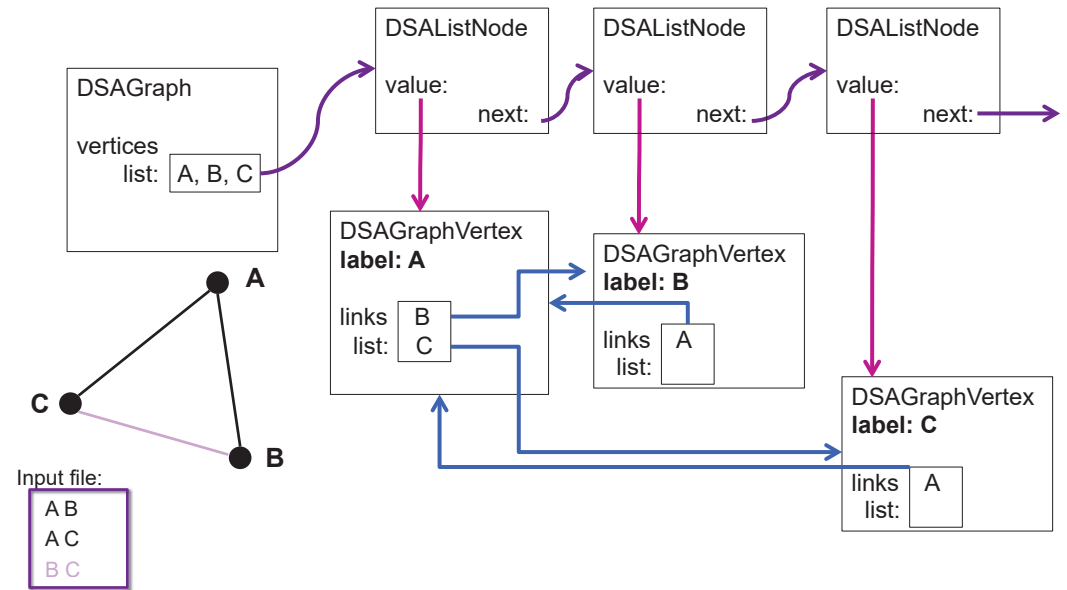 DSAGraph
vertices
list: A, B, C
DSAListNode
value:
next:
DSAListNode
value:
next:
DSAListNode
value:
next:
DSAGraphVertex
label: A
links
list:
B
C
DSAGraphVertex
label: B
links
list:
A
DSAGraphVertex
label: C
links
list:
A
A
C
B
Input file:
A B
A C
B C